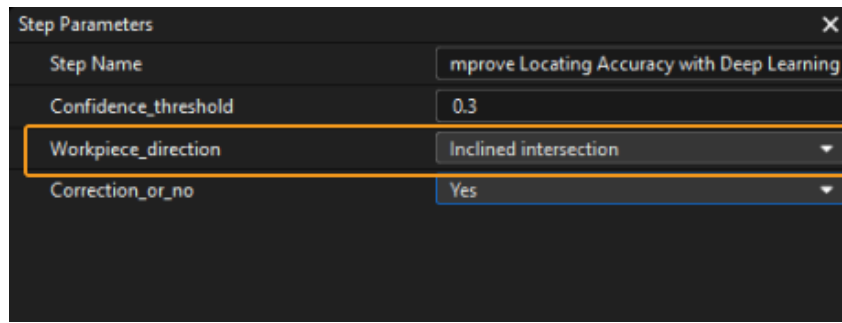 Step Parameters
Step Name mprove Locating Accuracy with Deep Learning
Confidence_threshold 0.3
Workpiece_direction Inclined intersection
Correction_or_no Yes